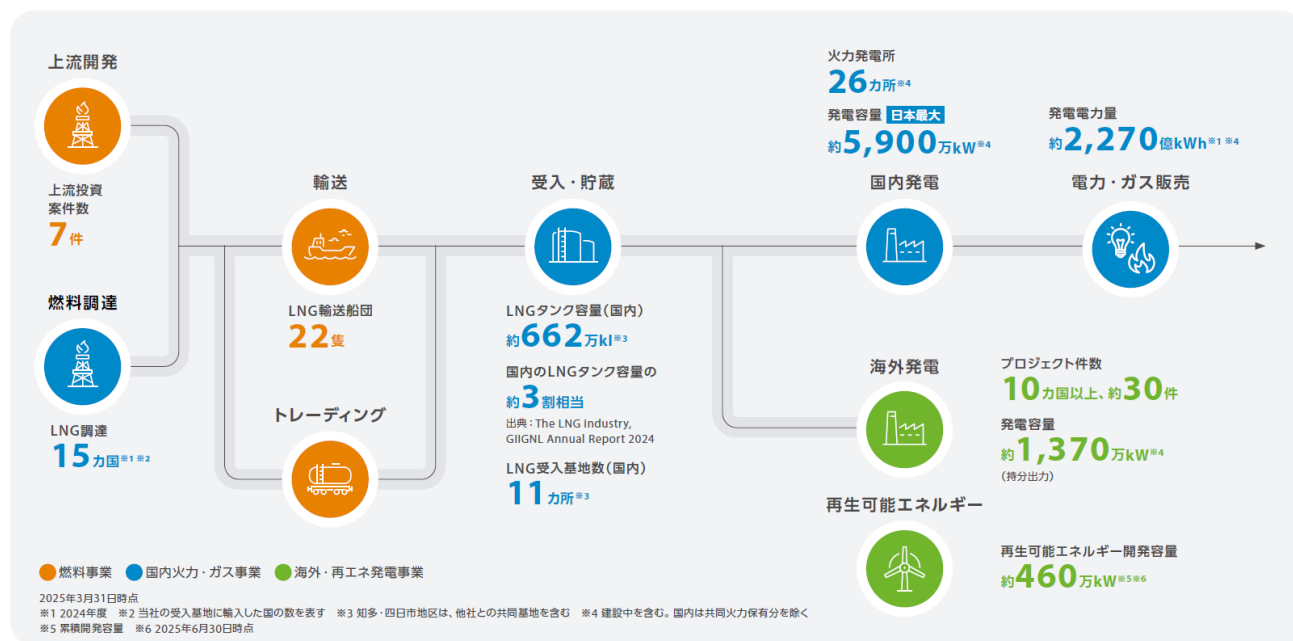 上流開発
上流投資
案件数
7件
燃料調達
LNG調達
15カ国※1 ※2
輸送
LNG輸送船団
22隻
トレーディング
受入・貯蔵
LNGタンク容量(国内)
約662万kl※3
国内のLNGタンク容量の
約3割相当
出典：The LNG industry,
GIIGNL Annual Report 2024
LNG受入基地数(国内)
11カ所※3
火力発電所
26カ所※4
発電容量 日本最大
約5,900万kW※4
国内発電
発電電力量
約2,270億kWh※1 ※4
電力・ガス販売
海外発電
プロジェクト件数
10カ国以上、約30件
発電容量
約1,370万kW※4
(持分出力)
再生可能エネルギー
再生可能エネルギー開発容量
約460万kW※5※6
燃料事業 国内火力・ガス事業 海外・再エネ発電事業
2025年3月31日時点
※1 2024年度 ※2 当社の受入基地に輸入した国の数を表す ※3 知多・四日市地区は、他社との共同基地を含む ※4 建設中を含む。国内は共同火力保有分を除く
※5 累積開発容量 ※6 2025年6月30日時点